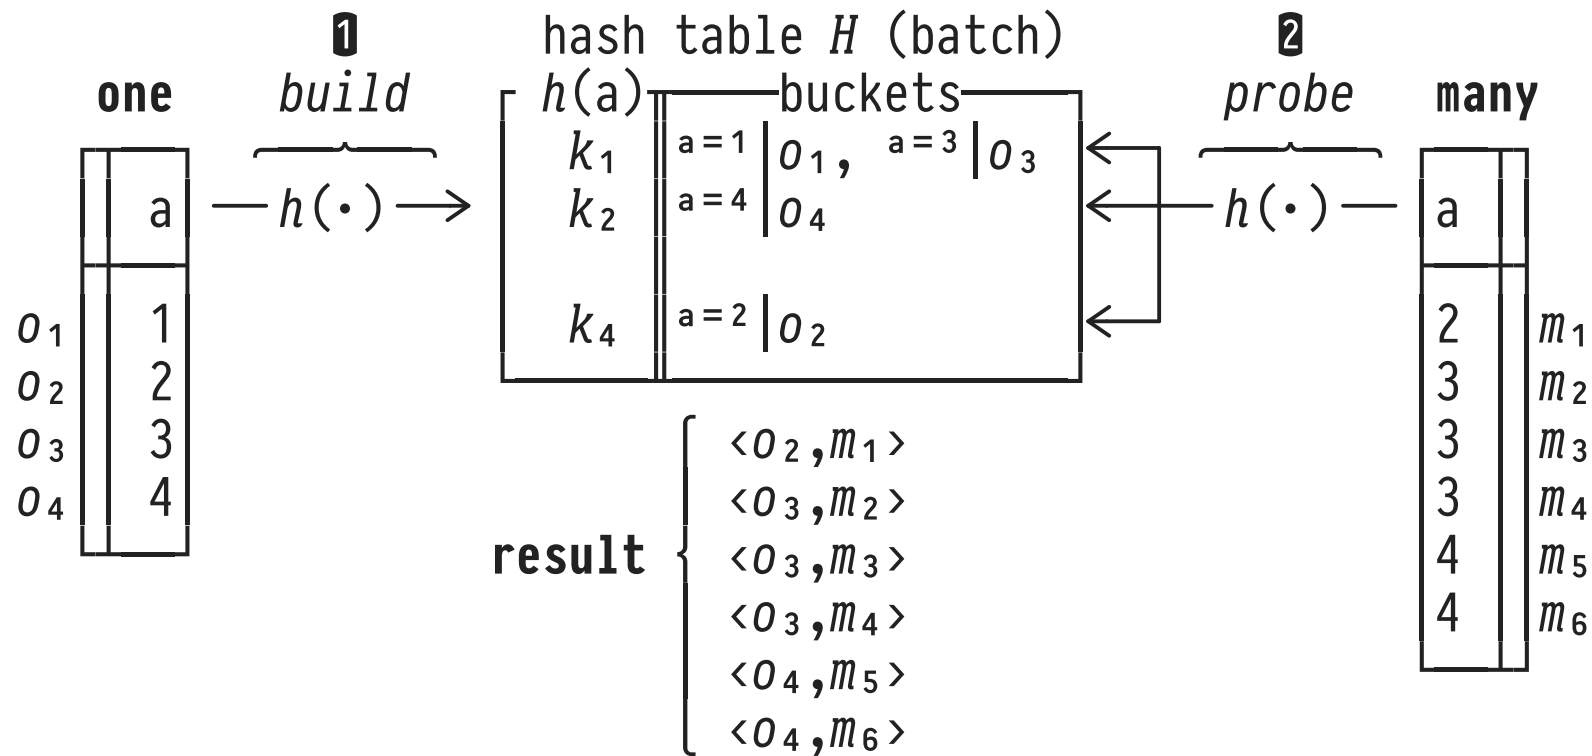 1 hash table H (batch) 2
one build h(a) buckets probe many
k₁ a=1|o₁, a=3|o₃
a h(·) k₂ a=4|o₄ h(·) a
o₁ 1 k₄ a=2|o₂ 2 m₁
o₂ 2 3 m₂
o₃ 3 <o₂,m₁> 3 m₃
o₄ 4 <o₃,m₂> 3 m₄
result <o₃,m₃> 4 m₅
<o₃,m₄> 4 m₆
<o₄,m₅>
<o₄,m₆>